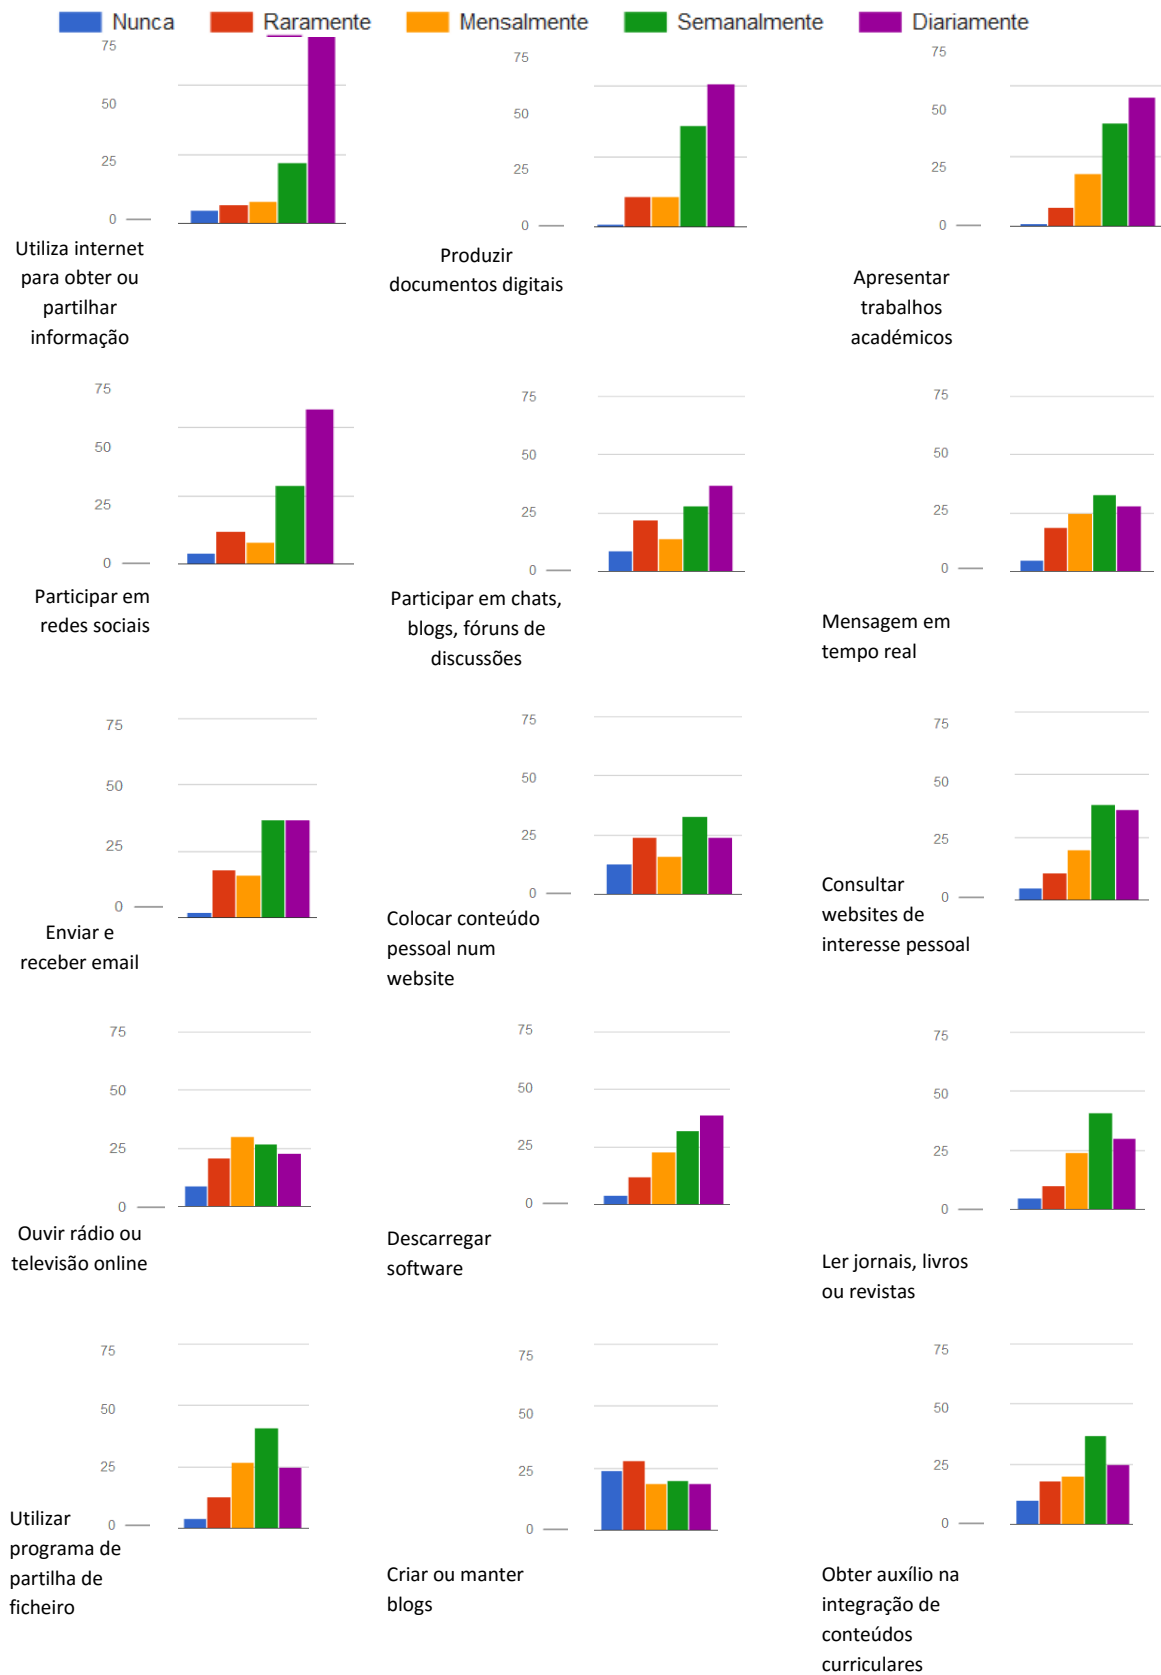 Nunca Raramente Mensalmente Semanalmente Diariamente
75
50
25
0
Utiliza internet
para obter ou
partilhar
informação
75
50
25
0
Produzir
documentos digitais
75
50
25
0
Apresentar
trabalhos
académicos
75
50
25
0
Participar em
redes sociais
75
50
25
0
Participar em chats,
blogs, fóruns de
discussões
75
50
25
0
Mensagem em
tempo real
75
50
25
0
Enviar e
receber email
75
50
25
0
Colocar conteúdo
pessoal num
website
75
50
25
0
Consultar
websites de
interesse pessoal
75
50
25
0
Ouvir rádio ou
televisão online
75
50
25
0
Descarregar
software
75
50
25
0
Ler jornais, livros
ou revistas
75
50
25
0
Utilizar
programa de
partilha de
ficheiro
75
50
25
0
Criar ou manter
blogs
75
50
25
0
Obter auxílio na
integração de
conteúdos
curriculares